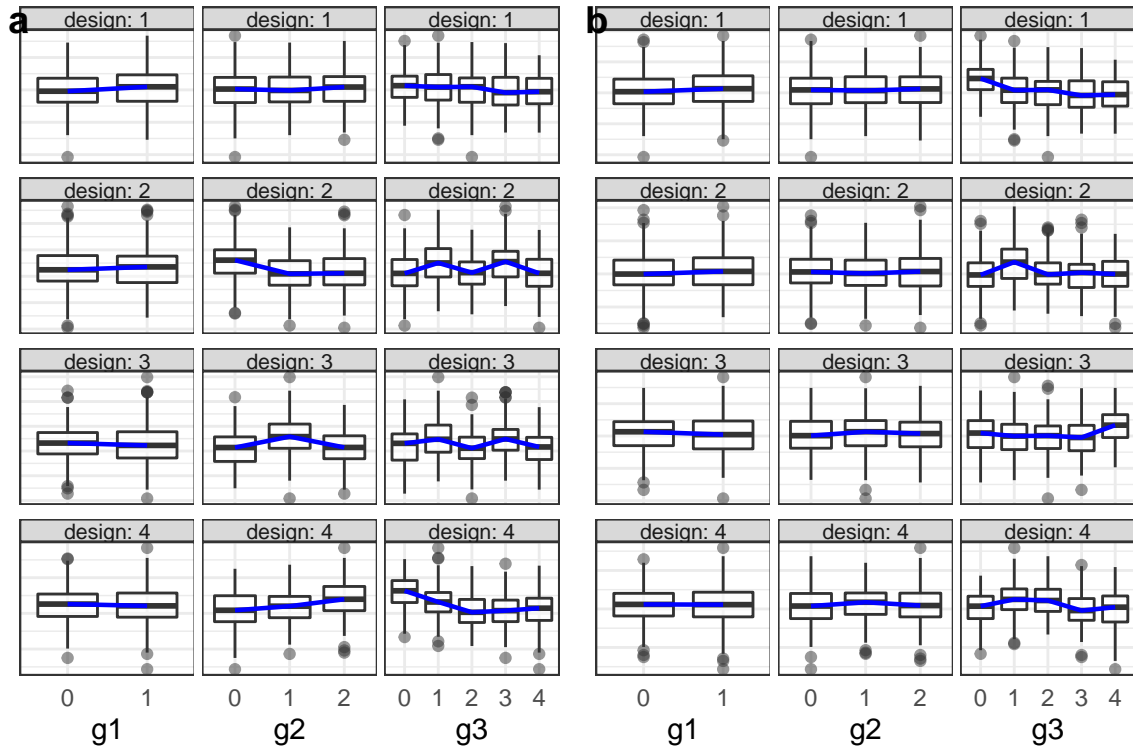 a b
design: 1 design: 1 design: 1 design: 1 design: 1 design: 1
design: 2 design: 2 design: 2 design: 2 design: 2 design: 2
design: 3 design: 3 design: 3 design: 3 design: 3 design: 3
design: 4 design: 4 design: 4 design: 4 design: 4 design: 4
0 1 0 1 2 0 1 2 3 4 0 1 0 1 2 0 1 2 3 4
g1 g2 g3 g1 g2 g3